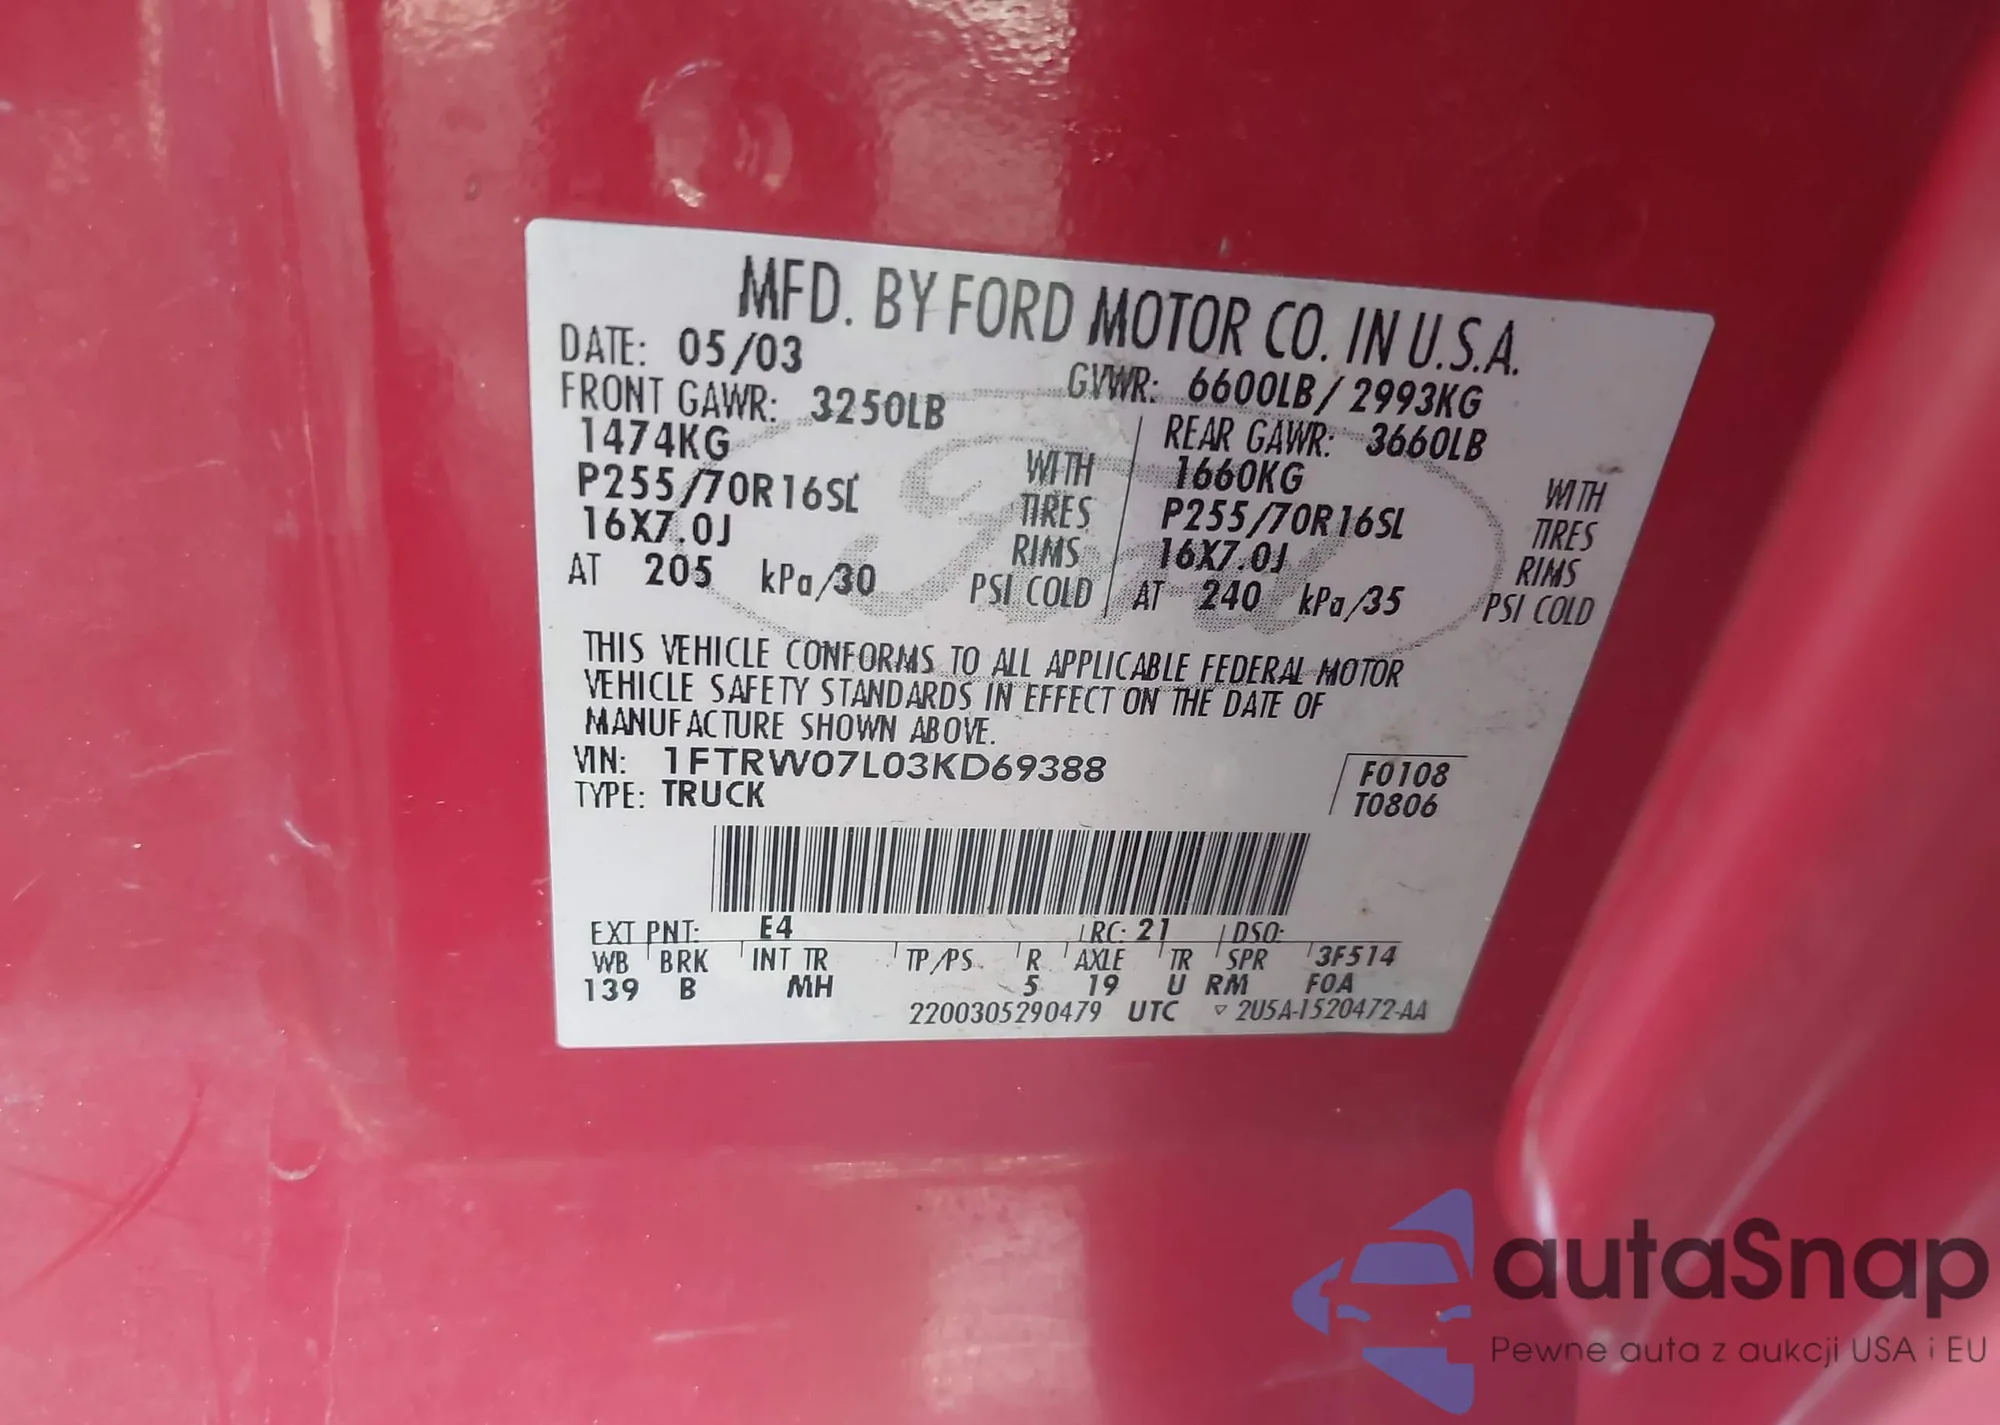 MFD. BY FORD MOTOR CO. IN U.S.A.
DATE: 05/03 GVWR: 6600LB/2993KG
FRONT GAWR: 3250LB REAR GAWR: 3660LB
1474KG WITH 1660KG WITH
P255/70R16SL TIRES P255/70R16SL TIRES
16X7.0J RIMS 16X7.0J RIMS
AT 205 kPa/30 PSI COLD AT 240 kPa/35 PSI COLD
THIS VEHICLE CONFORMS TO ALL APPLICABLE FEDERAL MOTOR
VEHICLE SAFETY STANDARDS IN EFFECT ON THE DATE OF
MANUFACTURE SHOWN ABOVE.
VIN: 1FTRW07L03KD69388
TYPE: TRUCK
F0108
T0806
EXT PNT: E4 RC: 21 DSO:
WB BRK INT TR TP/PS R AXLE TR SPR 3F514
139 B MH 5 19 U RM FOA
2200305290479 UTC ▽ 2U5A-1520472-AA
Ford
autaSnap
Pewne auta z aukcji USA i EU